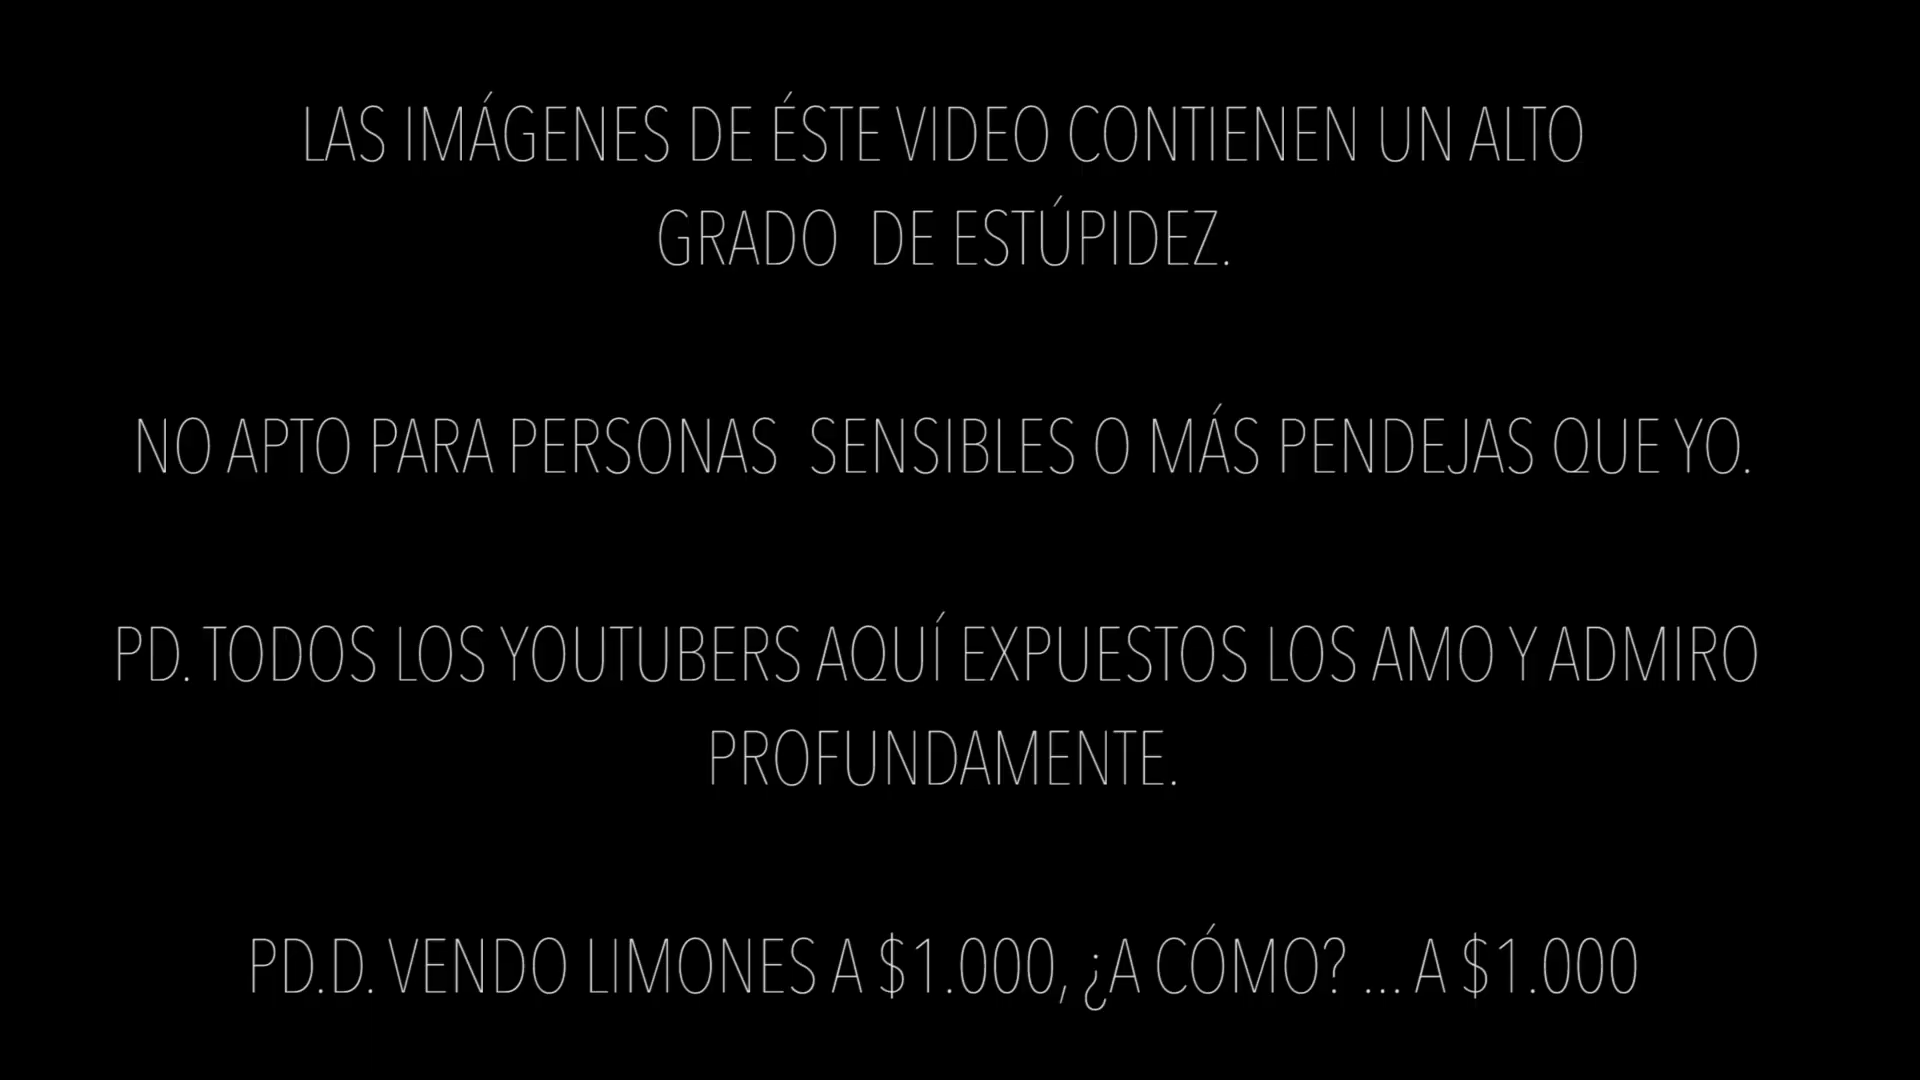 LAS IMÁGENES DE ÉSTE VIDEO CONTIENEN UN ALTO
GRADO  DE ESTÚPIDEZ.
NO APTO PARA PERSONAS  SENSIBLES O MÁS PENDEJAS QUE YO.
PD. TODOS LOS YOUTUBERS AQUÍ EXPUESTOS LOS AMO Y ADMIRO
PROFUNDAMENTE.
PD.D. VENDO LIMONES A $1.000, ¿A CÓMO? ... A $1.000